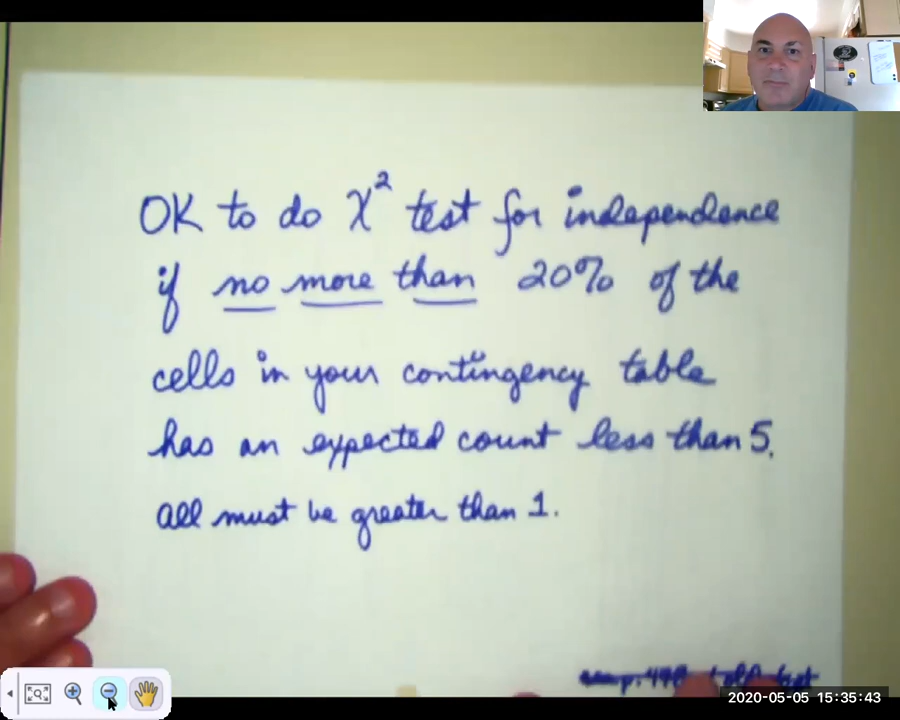 OK to do χ² test for independence
if no more than 20% of the
cells in your contingency table
has an expected count less than 5.
all must be greater than 1.
2020-05-05 15:35:43